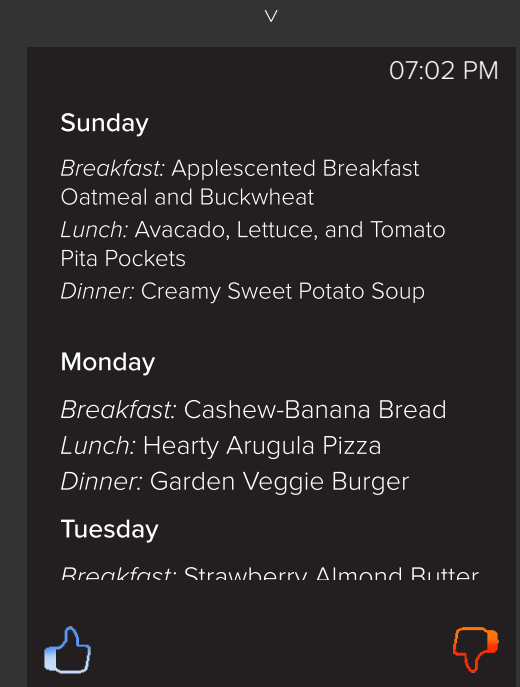 07:02 PM
Sunday
Breakfast: Applescented Breakfast
Oatmeal and Buckwheat
Lunch: Avacado, Lettuce, and Tomato
Pita Pockets
Dinner: Creamy Sweet Potato Soup
Monday
Breakfast: Cashew-Banana Bread
Lunch: Hearty Arugula Pizza
Dinner: Garden Veggie Burger
Tuesday
Breakfast: Strawberry Almond Butter